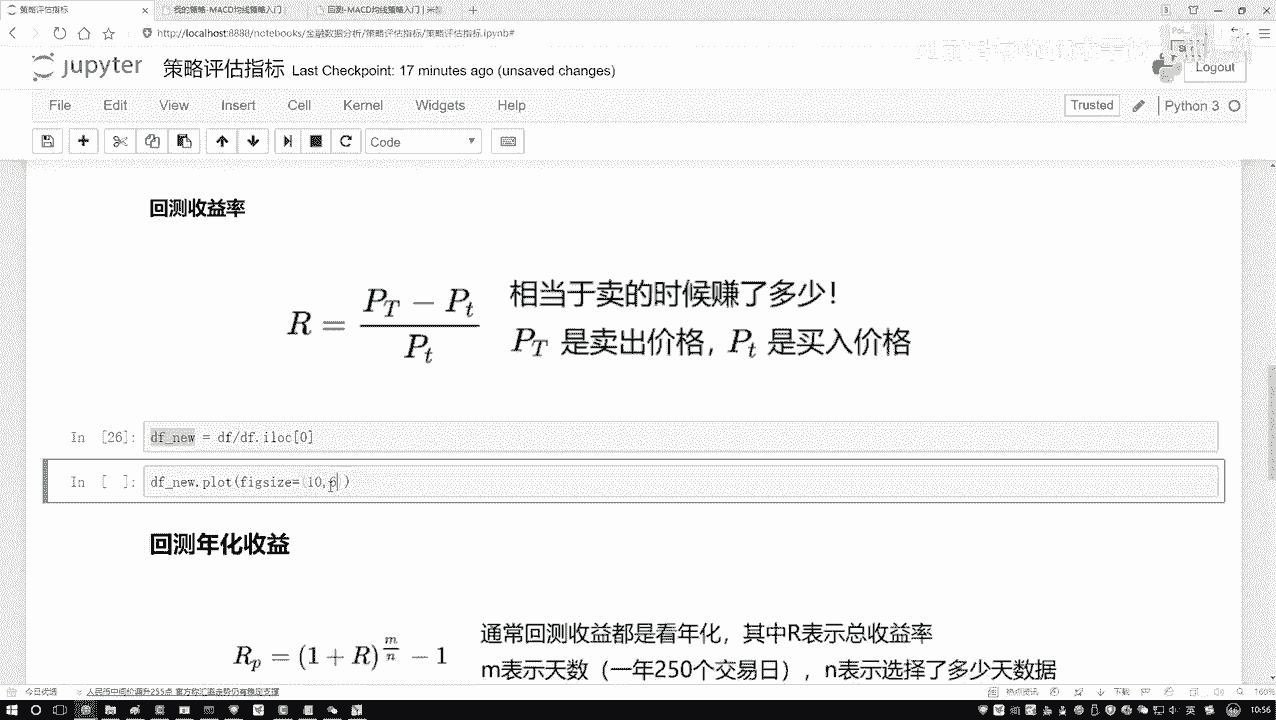 策略评估指标
我的策略-MACD均线策略入门
回测-MACD均线策略入门 | 米筐
http://localhost:8880/notebooks/金融数据分析/策略评估指标/策略评估指标.ipynb#
jupyter 策略评估指标 Last Checkpoint: 17 minutes ago (unsaved changes)
Logout
File Edit View Insert Cell Kernel Widgets Help
Trusted Python 3
Code
回测收益率
R = (P_T − P_t) / P_t
相当于卖的时候赚了多少!
P_T 是卖出价格，P_t 是买入价格
In [26]: df_new = df/df.iloc[0]
In [ ]: df_new.plot(figsize=(10,6))
回测年化收益
R_p = (1 + R)^(m/n) − 1
通常回测收益都是看年化，其中R表示总收益率
m表示天数（一年250个交易日），n表示选择了多少天数据
今日优选
人民币中间价调升255点 官方称汇率走势仍有稳定支撑
热点资讯
下载
160%
英
10:56